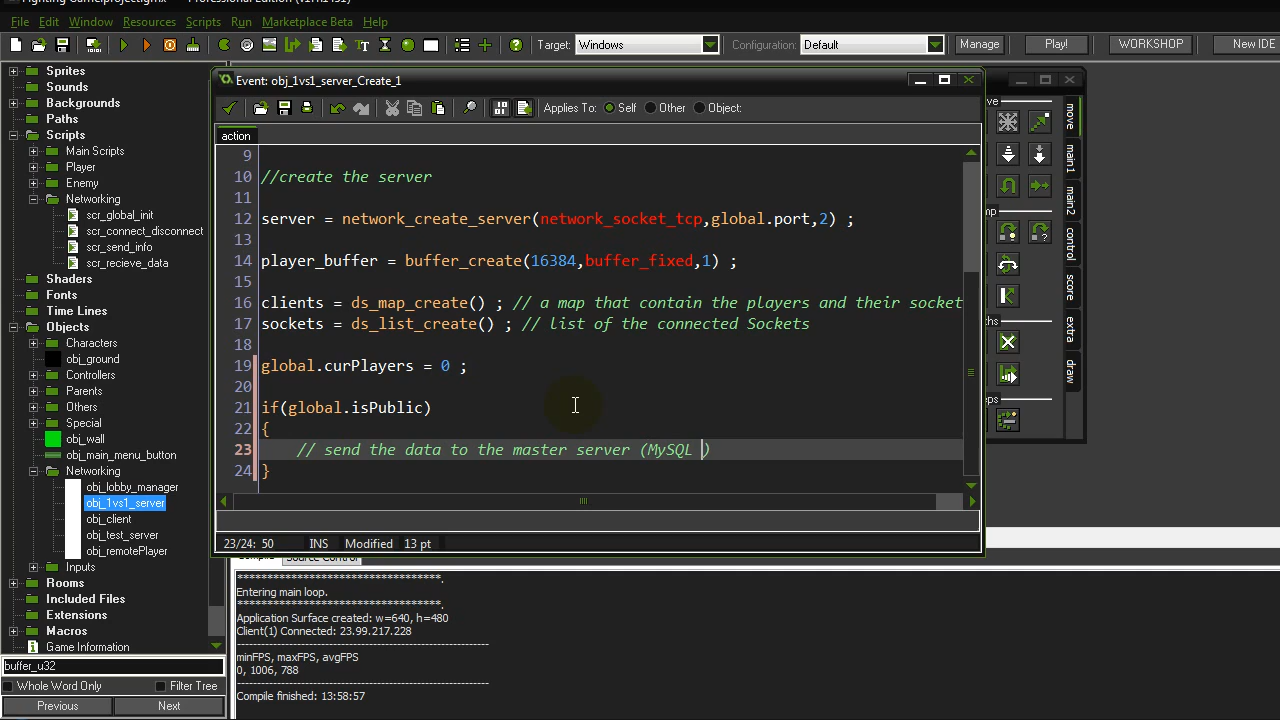 File Edit Window Resources Scripts Run Marketplace Beta Help
Target: Windows Configuration: Default Manage Play! WORKSHOP New IDE
Sprites
Sounds
Backgrounds
Paths
Scripts
Main Scripts
Player
Enemy
Networking
scr_global_init
scr_connect_disconnect
scr_send_info
scr_recieve_data
Shaders
Fonts
Time Lines
Objects
Characters
obj_ground
Controllers
Parents
Others
Special
obj_wall
obj_main_menu_button
Networking
obj_lobby_manager
obj_1vs1_server
obj_client
obj_test_server
obj_remotePlayer
Inputs
Rooms
Included Files
Extensions
Macros
Game Information
buffer_u32
Whole Word Only Filter Tree
Previous Next
Event: obj_1vs1_server_Create_1
Applies To: Self Other Object:
action
9
10 //create the server
11
12 server = network_create_server(network_socket_tcp,global.port,2) ;
13
14 player_buffer = buffer_create(16384,buffer_fixed,1) ;
15
16 clients = ds_map_create() ; // a map that contain the players and their socket
17 sockets = ds_list_create() ; // list of the connected Sockets
18
19 global.curPlayers = 0 ;
20
21 if(global.isPublic)
22 {
23 // send the data to the master server (MySQL )
24 }
23/24: 50 INS Modified 13 pt
move
main1
main2
control
score
extra
draw
Source Control
**********************************.
Entering main loop.
**********************************.
Application Surface created: w=640, h=480
Client(1) Connected: 23.99.217.228
minFPS, maxFPS, avgFPS
0, 1006, 788
Compile finished: 13:58:57